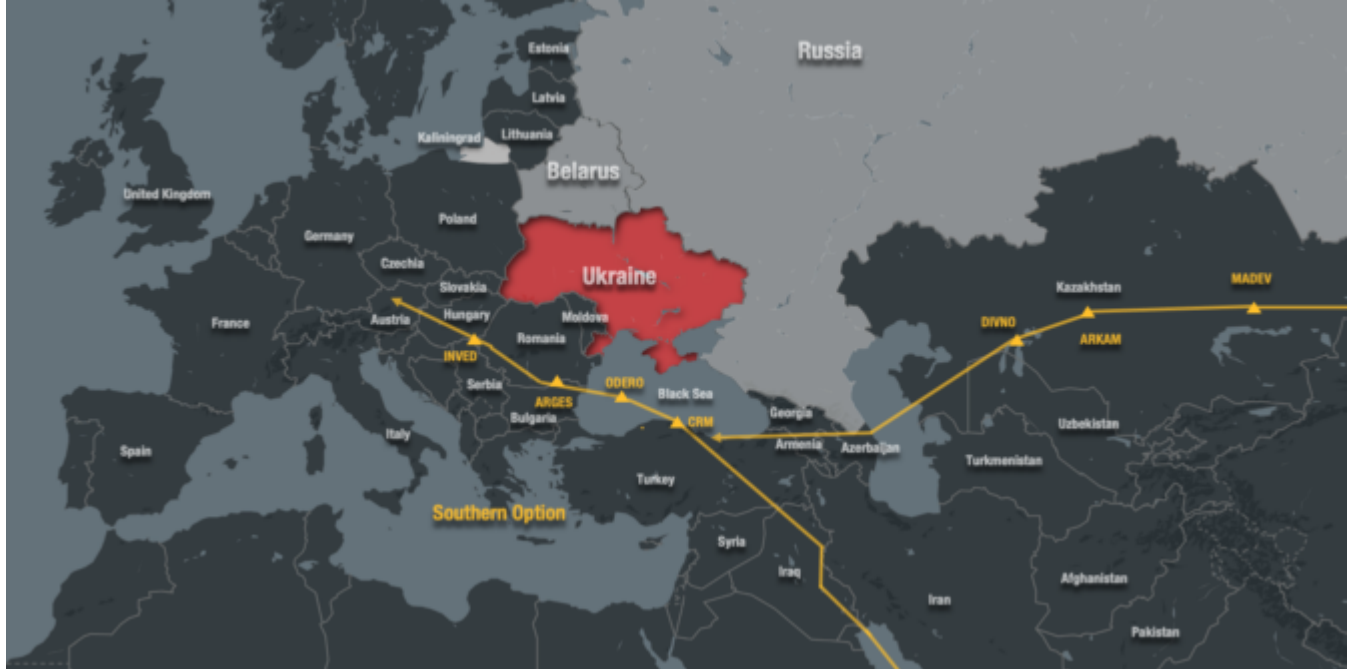 Estonia
Russia
Latvia
Kaliningrad
Lithuania
Belarus
United Kingdom
Poland
Germany
Czechia
Ukraine
MADEV
Slovakia
Kazakhstan
Hungary
Moldova
Austria
France
DIVNO
Romania
ARKAM
INVED
Serbia
ODERO
Black Sea
ARGES
Georgia
Bulgaria
CRM
Uzbekistan
Italy
Armenia
Azerbaijan
Spain
Turkmenistan
Turkey
Southern Option
Syria
Iraq
Afghanistan
Iran
Pakistan